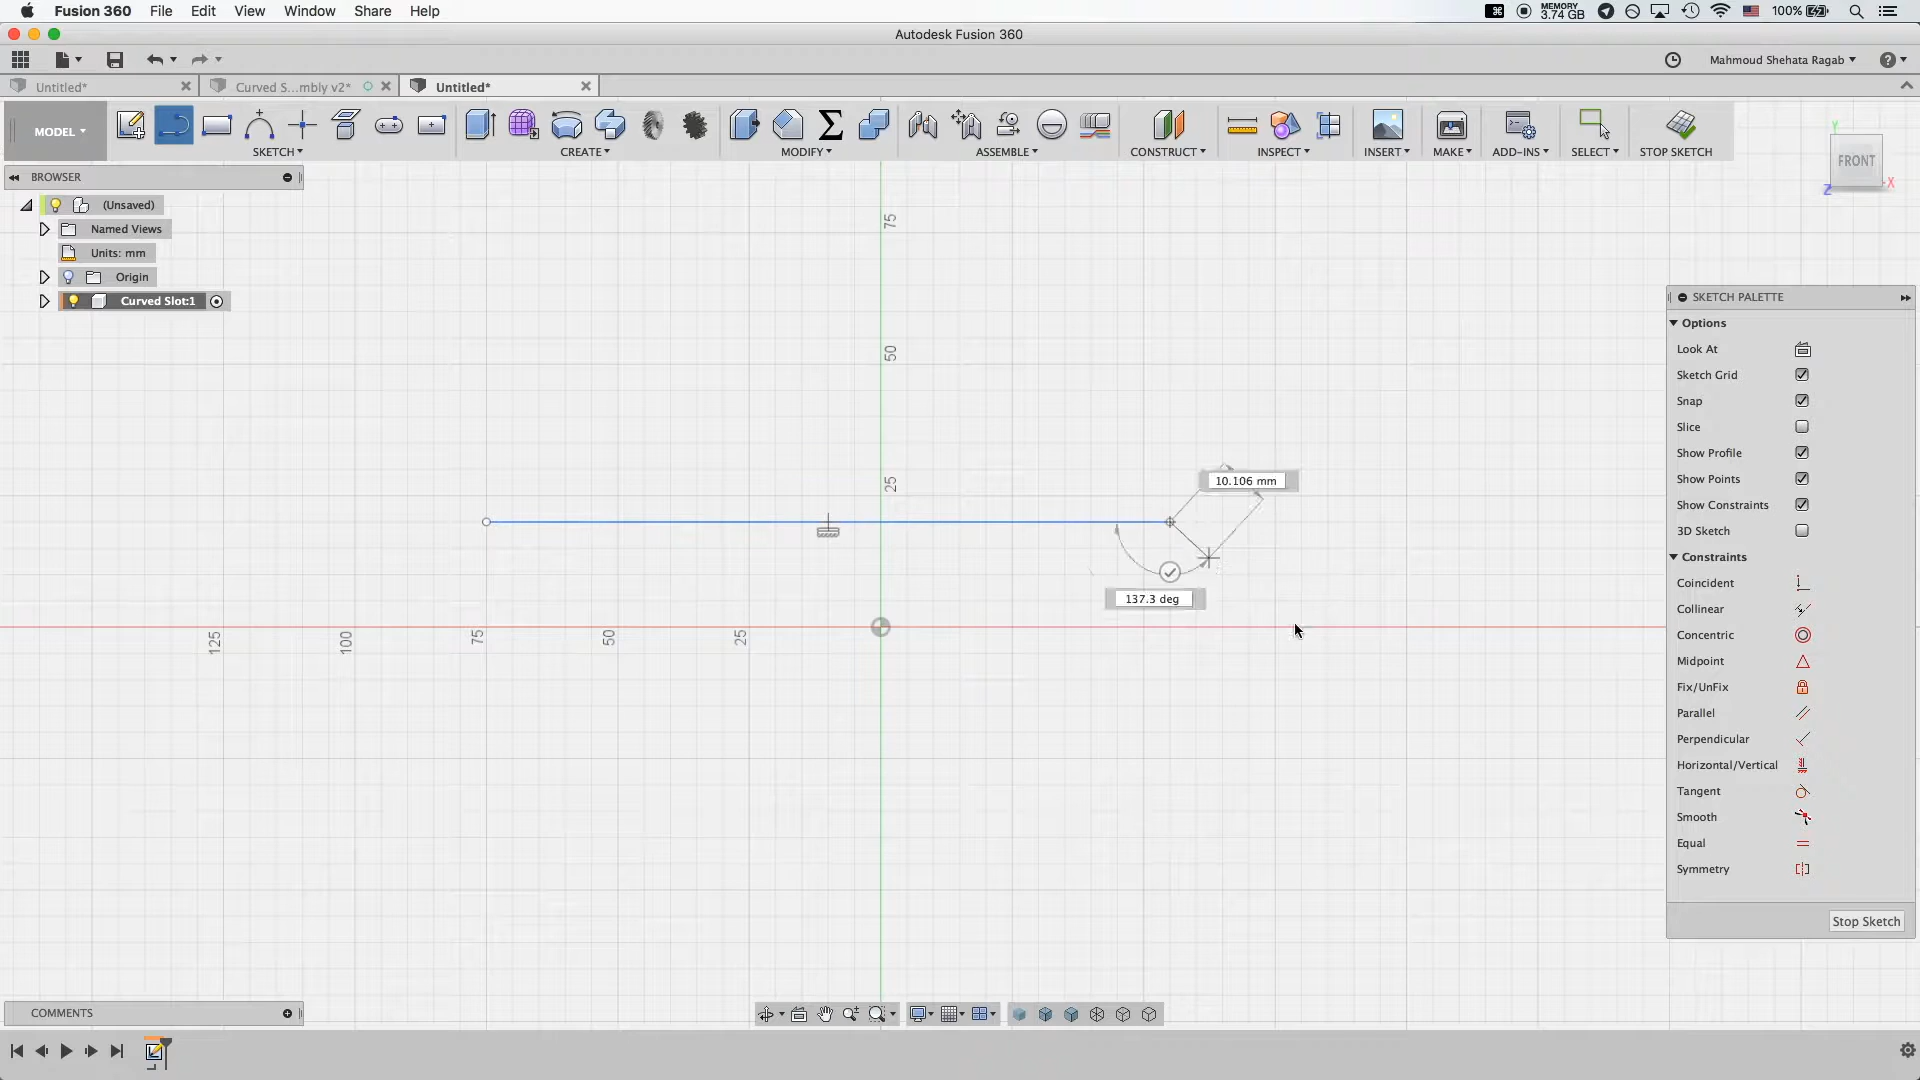 Fusion 360 File Edit View Window Share Help MEMORY 3.74 GB 100%
Autodesk Fusion 360
Mahmoud Shehata Ragab
Untitled* Curved S...mbly v2* Untitled*
MODEL
SKETCH CREATE MODIFY ASSEMBLE CONSTRUCT INSPECT INSERT MAKE ADD-INS SELECT STOP SKETCH
FRONT
Y
X
Z
BROWSER
(Unsaved)
Named Views
Units: mm
Origin
Curved Slot:1
75
50
25
10.106 mm
137.3 deg
125 100 75 50 25
SKETCH PALETTE
Options
Look At
Sketch Grid
Snap
Slice
Show Profile
Show Points
Show Constraints
3D Sketch
Constraints
Coincident
Collinear
Concentric
Midpoint
Fix/UnFix
Parallel
Perpendicular
Horizontal/Vertical
Tangent
Smooth
Equal
Symmetry
Stop Sketch
COMMENTS